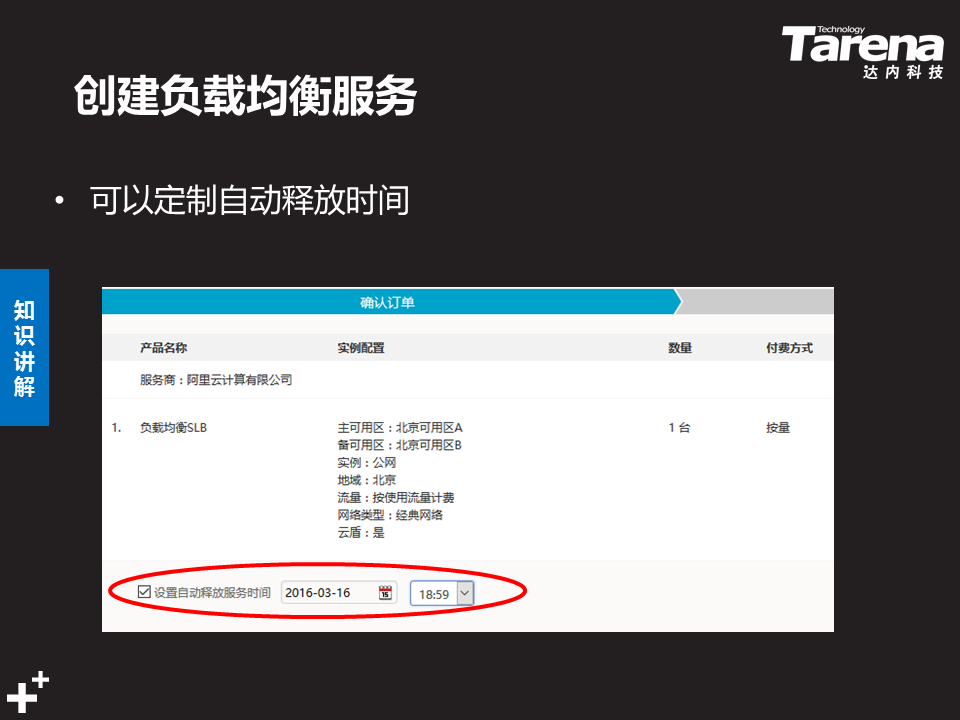 Technology
Tarena
达内科技
创建负载均衡服务
• 可以定制自动释放时间
知识讲解
确认订单
产品名称 实例配置 数量 付费方式
服务商：阿里云计算有限公司
1. 负载均衡SLB 主可用区：北京可用区A 1 台 按量
备可用区：北京可用区B
实例：公网
地域：北京
流量：按使用流量计费
网络类型：经典网络
云盾：是
设置自动释放服务时间 2016-03-16 15 18:59